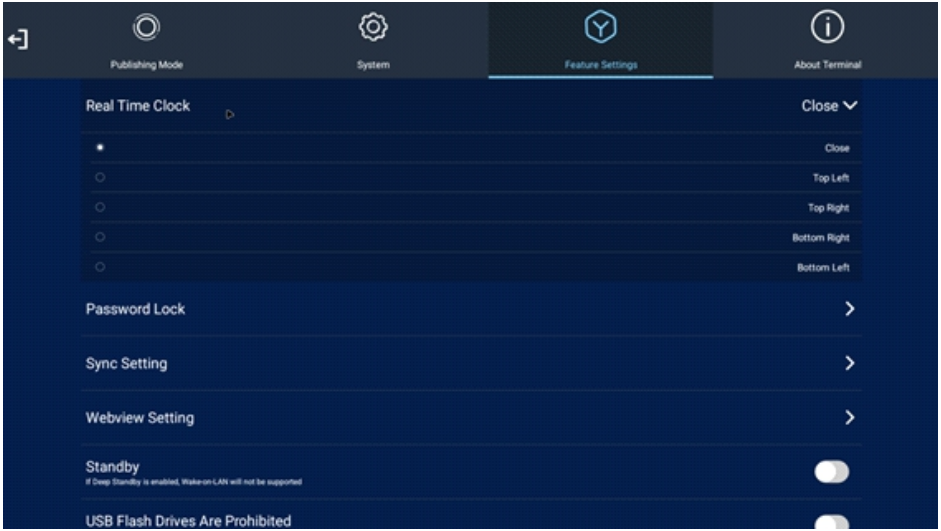 Publishing Mode
System
Feature Settings
About Terminal
Real Time Clock
Close
Close
Top Left
Top Right
Bottom Right
Bottom Left
Password Lock
Sync Setting
Webview Setting
Standby
If Deep Standby is enabled, Wake-on-LAN will not be supported
USB Flash Drives Are Prohibited